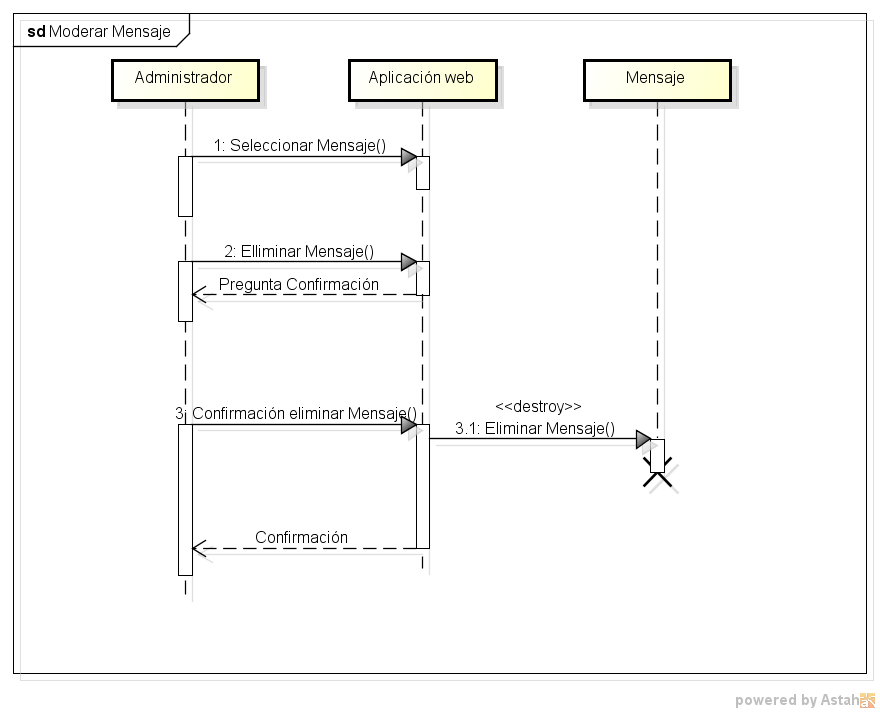 sd Moderar Mensaje
Administrador
Aplicación web
Mensaje
1: Seleccionar Mensaje()
2: Elliminar Mensaje()
Pregunta Confirmación
3: Confirmación eliminar Mensaje()
<<destroy>>
3.1: Eliminar Mensaje()
Confirmación
powered by Astah